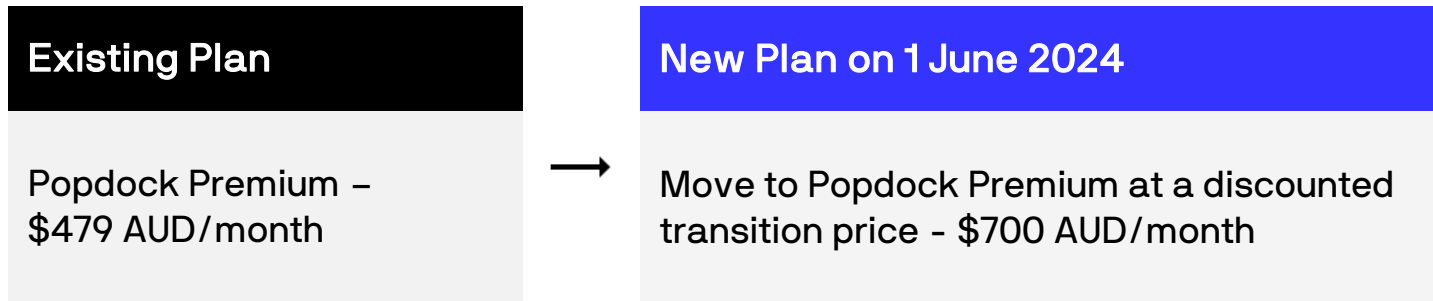 Existing Plan
Popdock Premium –
$479 AUD/month
New Plan on 1 June 2024
Move to Popdock Premium at a discounted
transition price - $700 AUD/month